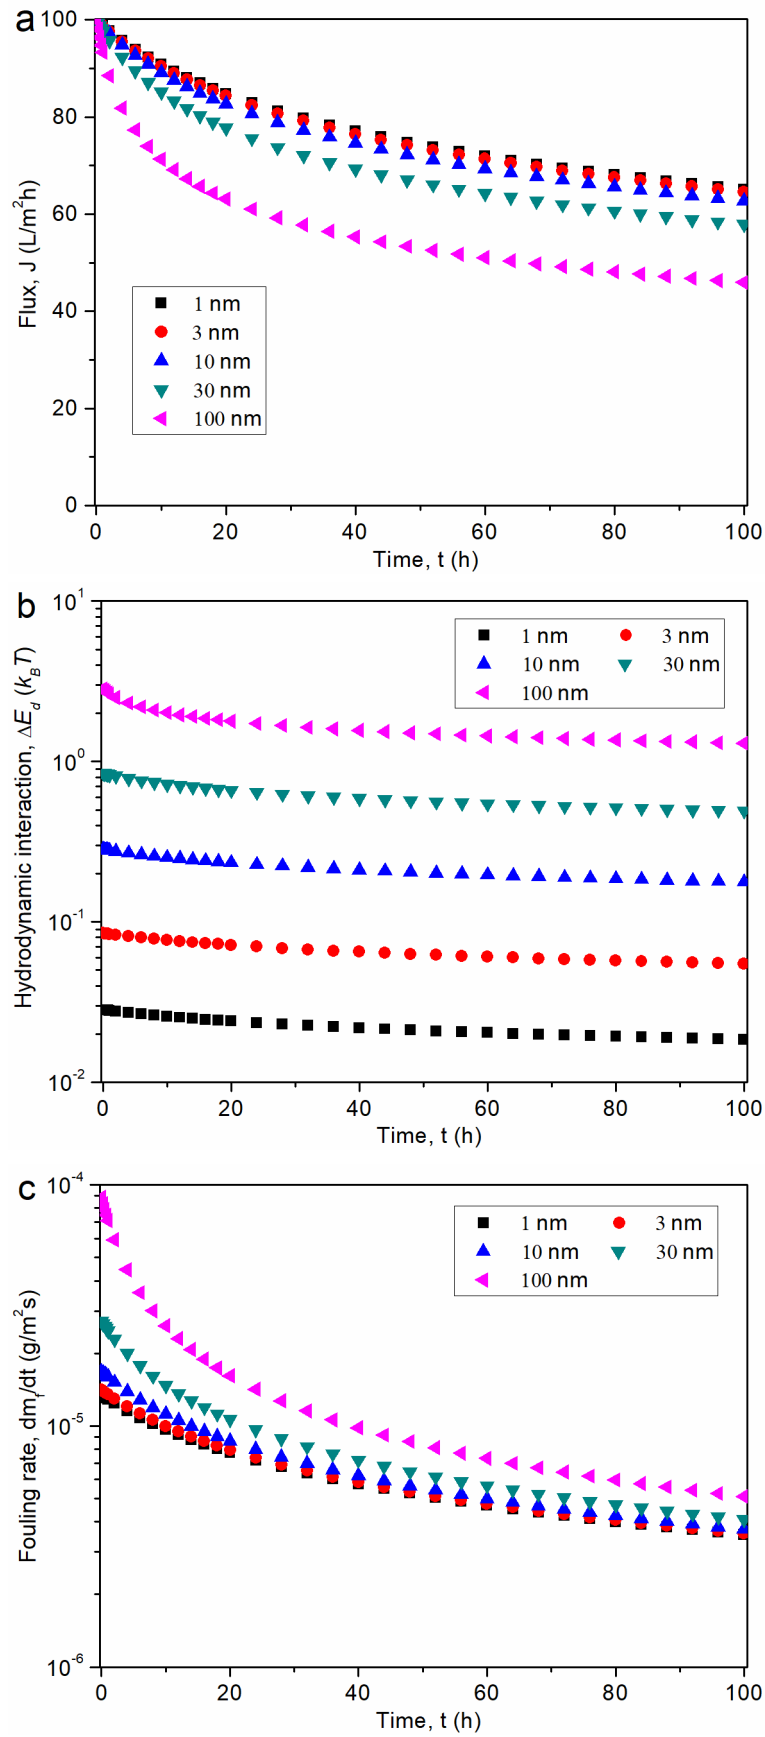 a
100
80
60
40
20
0
Flux, J (L/m²h)
1 nm
3 nm
10 nm
30 nm
100 nm
0 20 40 60 80 100
Time, t (h)
b
10¹
10⁰
10⁻¹
10⁻²
Hydrodynamic interaction, ΔE_d (k_BT)
1 nm 3 nm
10 nm 30 nm
100 nm
0 20 40 60 80 100
Time, t (h)
c
10⁻⁴
10⁻⁵
10⁻⁶
Fouling rate, dm_f/dt (g/m²s)
1 nm 3 nm
10 nm 30 nm
100 nm
0 20 40 60 80 100
Time, t (h)